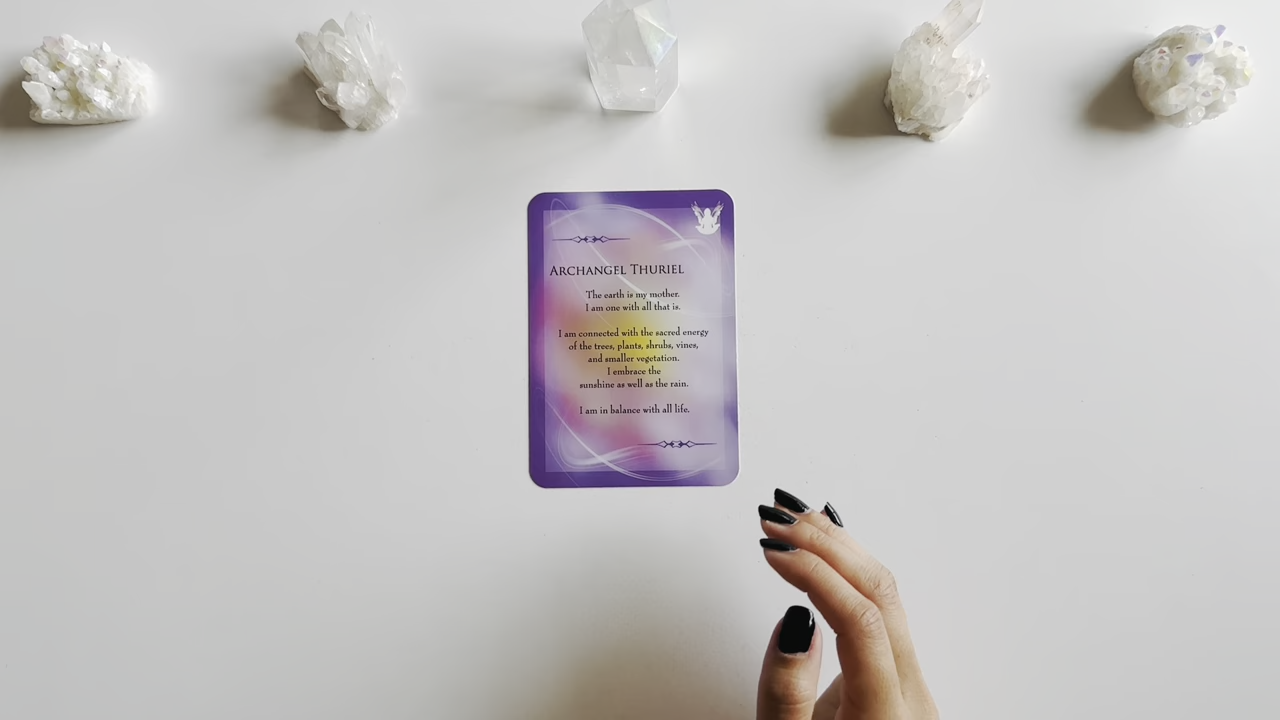 Archangel Thuriel
The earth is my mother.
I am one with all that is.
I am connected with the sacred energy
of the trees, plants, shrubs, vines,
and smaller vegetation.
I embrace the
sunshine as well as the rain.
I am in balance with all life.